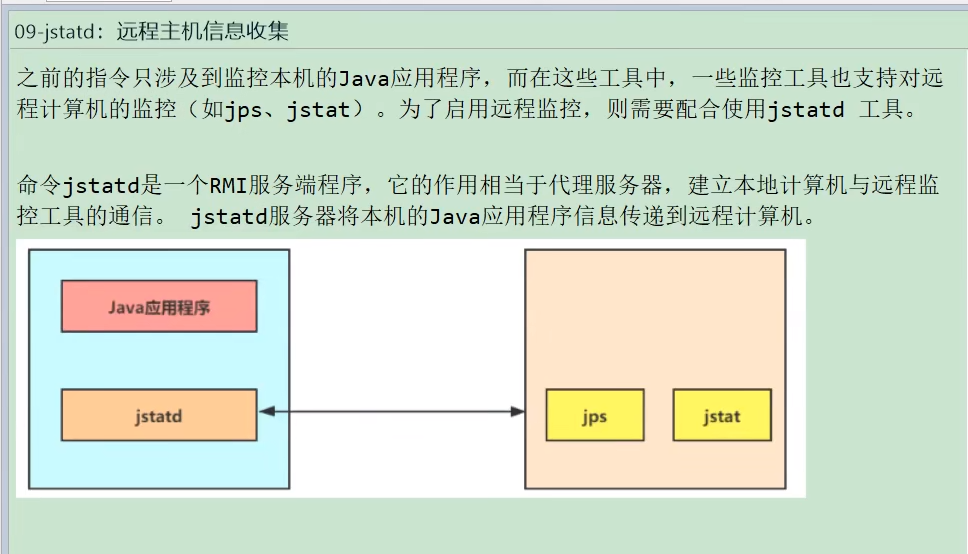 09-jstatd：远程主机信息收集
之前的指令只涉及到监控本机的Java应用程序，而在这些工具中，一些监控工具也支持对远
程计算机的监控（如jps、jstat）。为了启用远程监控，则需要配合使用jstatd 工具。
命令jstatd是一个RMI服务端程序，它的作用相当于代理服务器，建立本地计算机与远程监
控工具的通信。 jstatd服务器将本机的Java应用程序信息传递到远程计算机。
Java应用程序
jstatd
jps
jstat